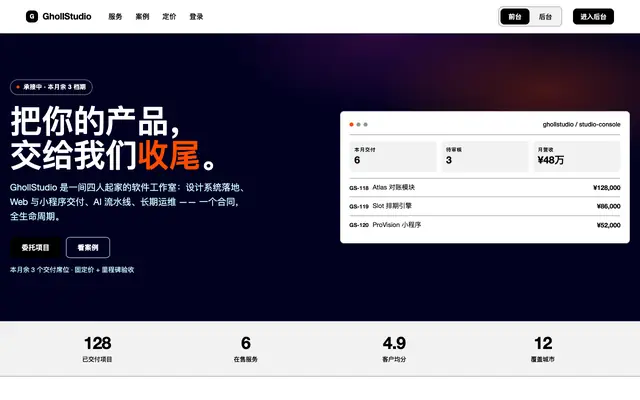 G GhollStudio 服务 案例 定价 登录 前台 后台 进入后台
承接中 · 本月余 3 档期
把你的产品，
交给我们收尾。
GhollStudio 是一间四人起家的软件工作室：设计系统落地、
Web 与小程序交付、AI 流水线、长期运维 —— 一个合同，
全生命周期。
委托项目 看案例
本月余 3 个交付席位 · 固定价 + 里程碑验收
ghollstudio / studio-console
本月交付 待审核 月营收
6 3 ¥48万
GS-118 Atlas 对账模块 ¥128,000
GS-119 Slot 排期引擎 ¥86,000
GS-120 ProVision 小程序 ¥52,000
128 6 4.9 12
已交付项目 在售服务 客户均分 覆盖城市